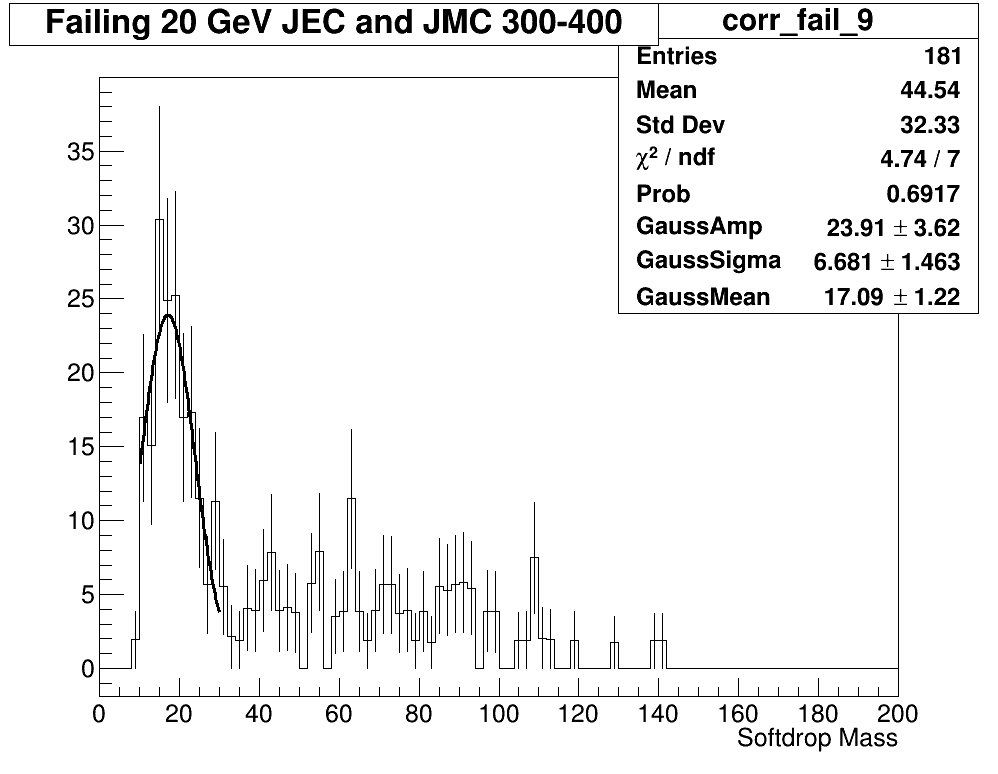 Failing 20 GeV JEC and JMC 300-400
corr_fail_9
Entries 181
Mean 44.54
Std Dev 32.33
χ² / ndf 4.74 / 7
Prob 0.6917
GaussAmp 23.91 ± 3.62
GaussSigma 6.681 ± 1.463
GaussMean 17.09 ± 1.22
35
30
25
20
15
10
5
0
0 20 40 60 80 100 120 140 160 180 200
Softdrop Mass